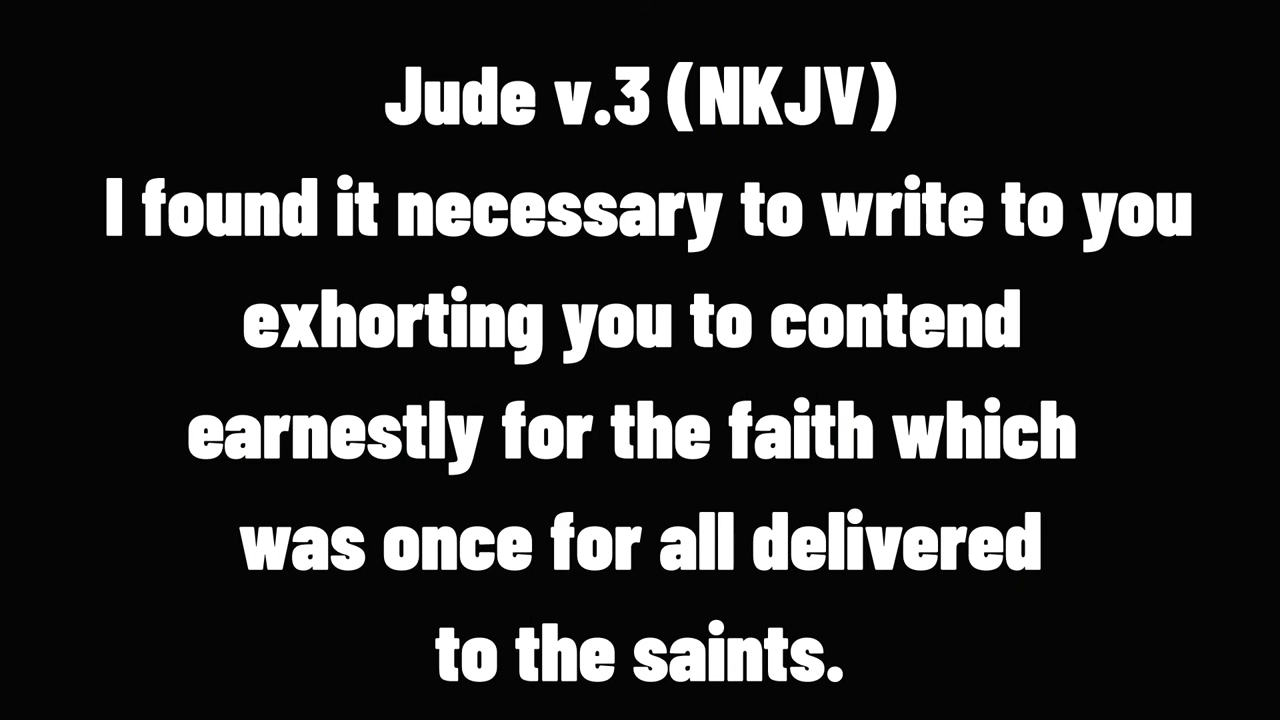 Jude v.3 (NKJV)
I found it necessary to write to you
exhorting you to contend
earnestly for the faith which
was once for all delivered
to the saints.